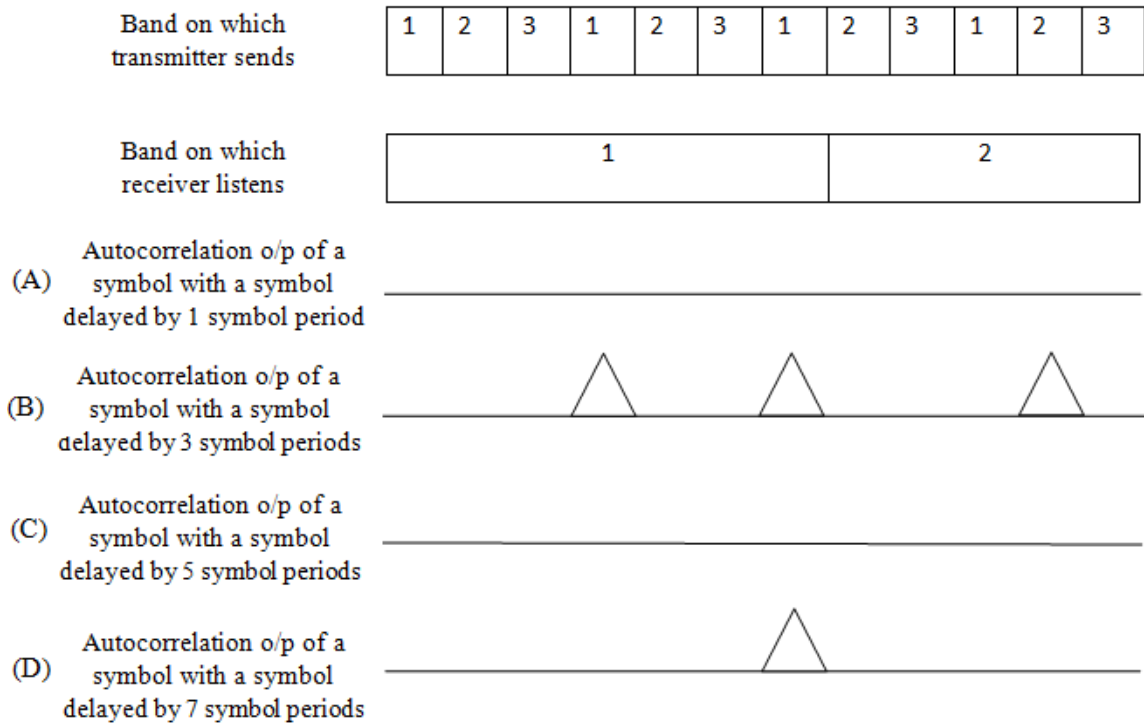 Band on which
transmitter sends
1 2 3 1 2 3 1 2 3 1 2 3
Band on which
receiver listens
1 2
(A)
Autocorrelation o/p of a
symbol with a symbol
delayed by 1 symbol period
(B)
Autocorrelation o/p of a
symbol with a symbol
delayed by 3 symbol periods
(C)
Autocorrelation o/p of a
symbol with a symbol
delayed by 5 symbol periods
(D)
Autocorrelation o/p of a
symbol with a symbol
delayed by 7 symbol periods